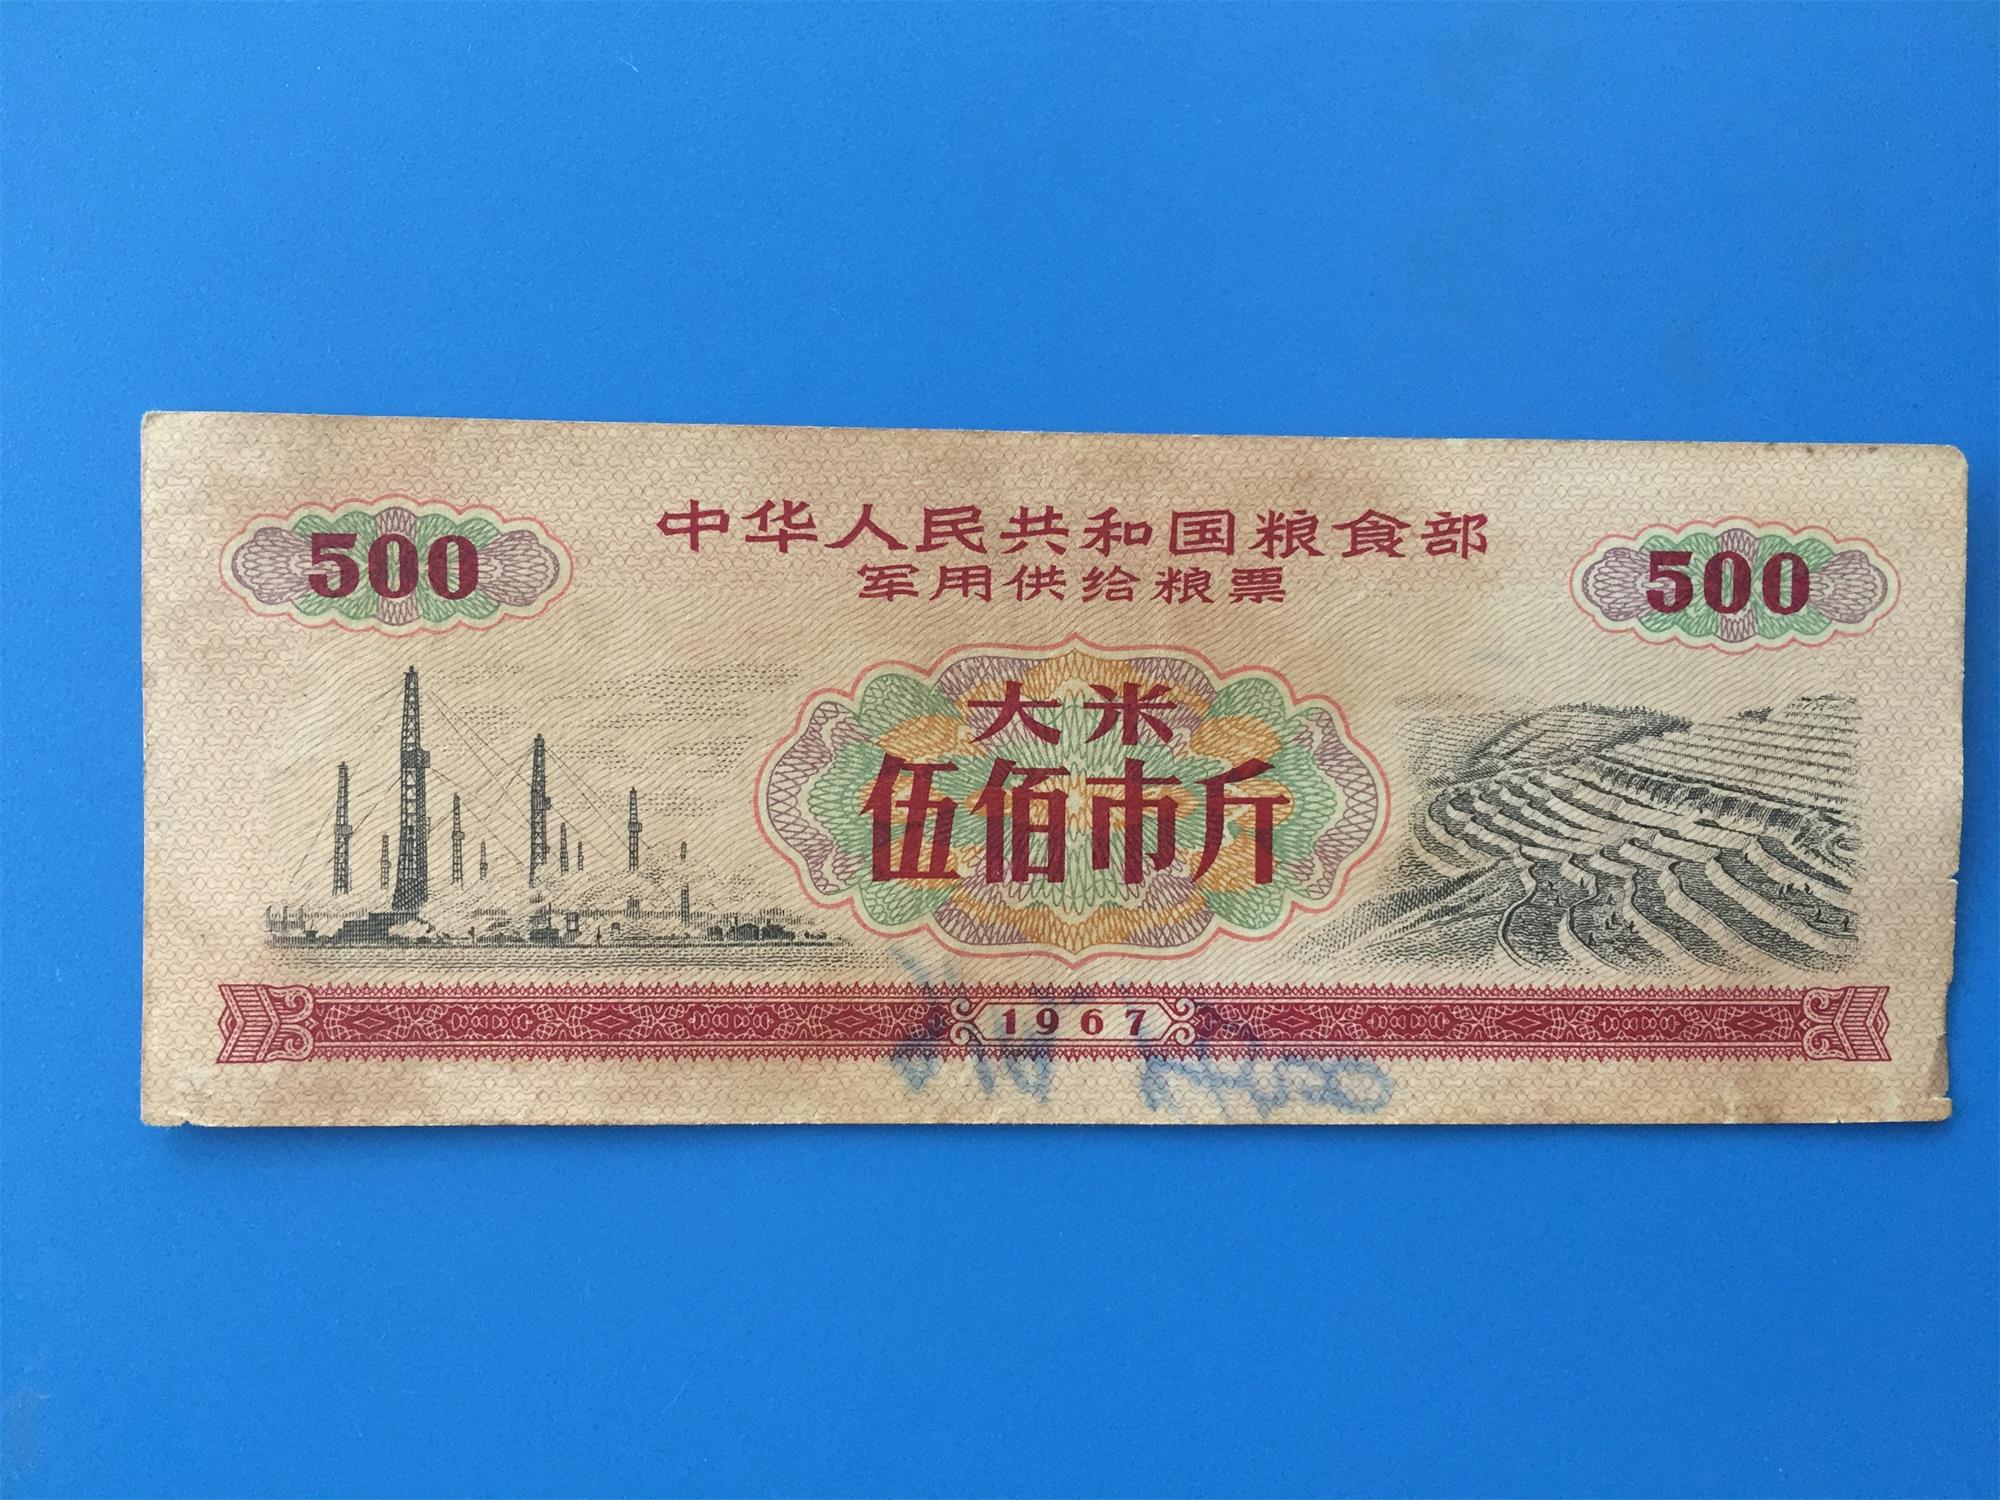 中华人民共和国粮食部
军用供给粮票
500
500
大米
伍佰市斤
1967